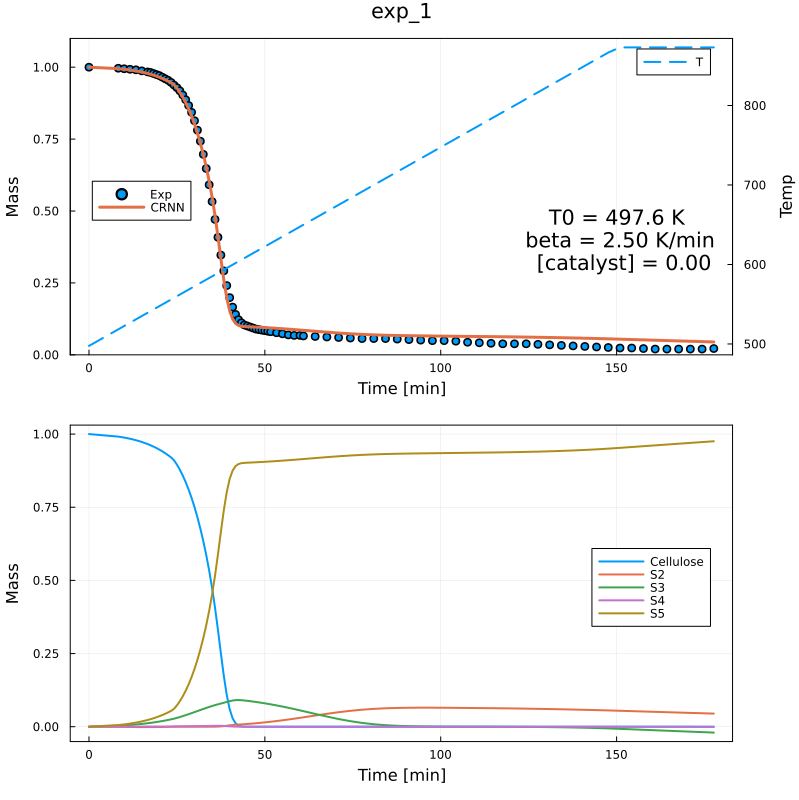 exp_1
1.00
0.75
0.50
0.25
0.00
Mass
Exp
CRNN
T
T0 = 497.6 K
beta = 2.50 K/min
[catalyst] = 0.00
800
700
600
500
Temp
0
50
100
150
Time [min]
1.00
0.75
0.50
0.25
0.00
Mass
Cellulose
S2
S3
S4
S5
0
50
100
150
Time [min]